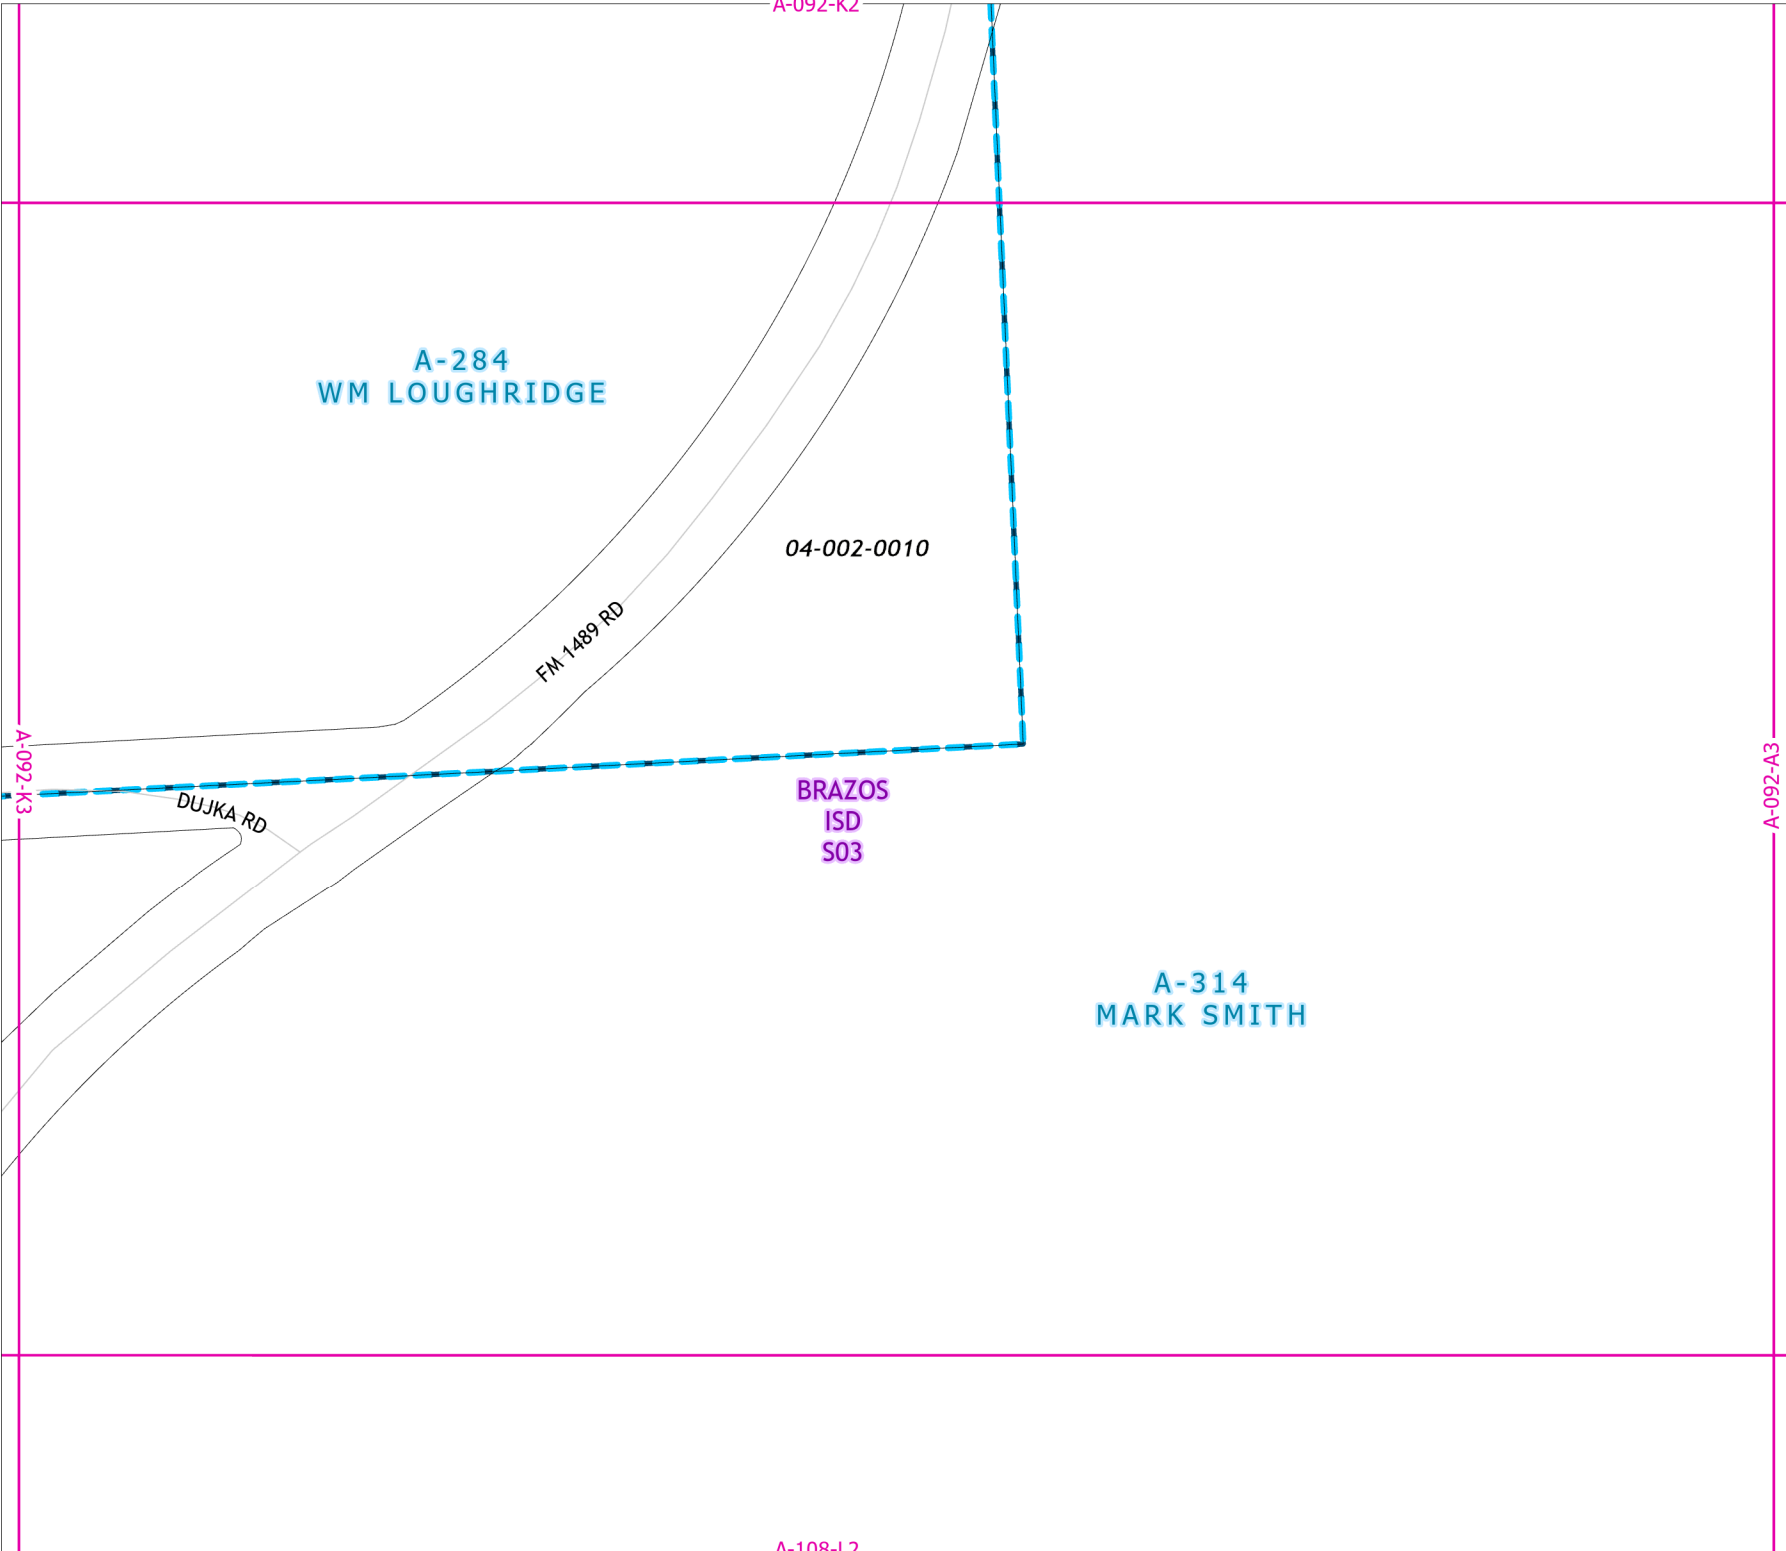 A-092-K2
A-284
WM LOUGHRIDGE
04-002-0010
FM 1489 RD
A-092-K3
DUJKA RD
BRAZOS
ISD
S03
A-092-A3
A-314
MARK SMITH
A-108-L2